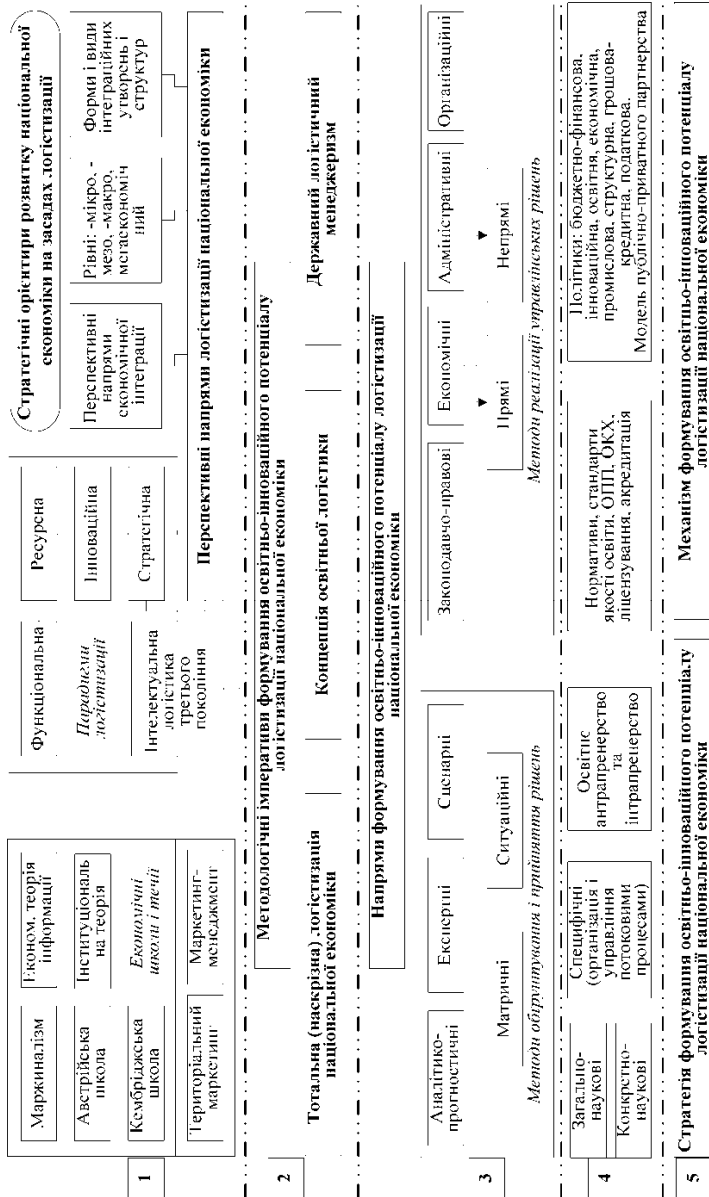 1
Маржиналізм
Економ. теорія
інформації
Австрійська
школа
Інституціональ
на теорія
Кембріджська
школа
Економічні
школи і течії
Територіальний
маркетинг
Маркетинг-
менеджмент
Функціональна
Ресурсна
Парадигми
логістизації
Інноваційна
Інтелектуальна
логістика
третього
покоління
Стратегічна
Стратегічні орієнтири розвитку національної
економіки на засадах логістизації
Перспективні
напрями
економічної
інтеграції
Рівні: -мікро, -
мезо, -макро,
мегаекономіч
ний
Форми і види
інтеграційних
утворень і
структур
Перспективні напрями логістизації національної економіки
2
Методологічні імперативи формування освітньо-інноваційного потенціалу
логістизації національної економіки
Тотальна (наскрізна) логістизація
національної економіки
Концепція освітньої логістики
Державний логістичний
менеджеризм
3
Напрями формування освітньо-інноваційного потенціалу логістизації
національної економіки
Аналітико-
прогностичні
Експертні
Сценарні
Матричні
Ситуаційні
Методи обґрунтування і прийняття рішень
Законодавчо-правові
Економічні
Адміністративні
Організаційні
Прямі
Непрямі
Методи реалізації управлінських рішень
4
Загально-
наукові
Конкретно-
наукові
Специфічні
(організація і
управління
потоковими
процесами)
Освітнє
антрапренерство
та
інтрапренерство
Нормативи, стандарти
якості освіти, ОПП, ОКХ,
ліцензування, акредитація
Політики: бюджетно-фінансова,
інноваційна, освітня, економічна,
промислова, структурна, грошова-
кредитна, податкова.
Модель публічно-приватного партнерства
5
Стратегія формування освітньо-інноваційного потенціалу
логістизації національної економіки
Механізм формування освітньо-інноваційного потенціалу
логістизації національної економіки